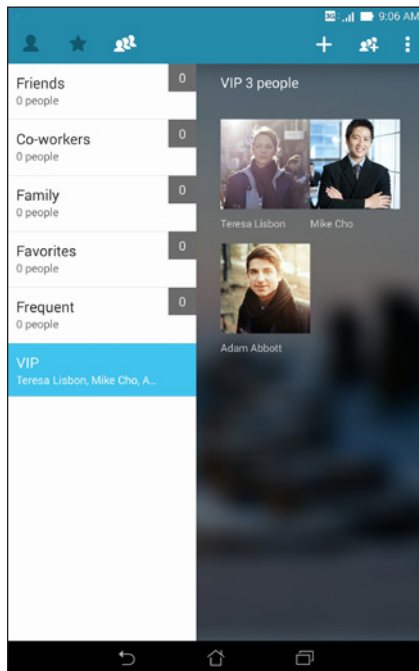 3G 9:06 AM
Friends
0 people
0
Co-workers
0 people
0
Family
0 people
0
Favorites
0 people
0
Frequent
0 people
0
VIP
Teresa Lisbon, Mike Cho, A...
VIP 3 people
Teresa Lisbon
Mike Cho
Adam Abbott